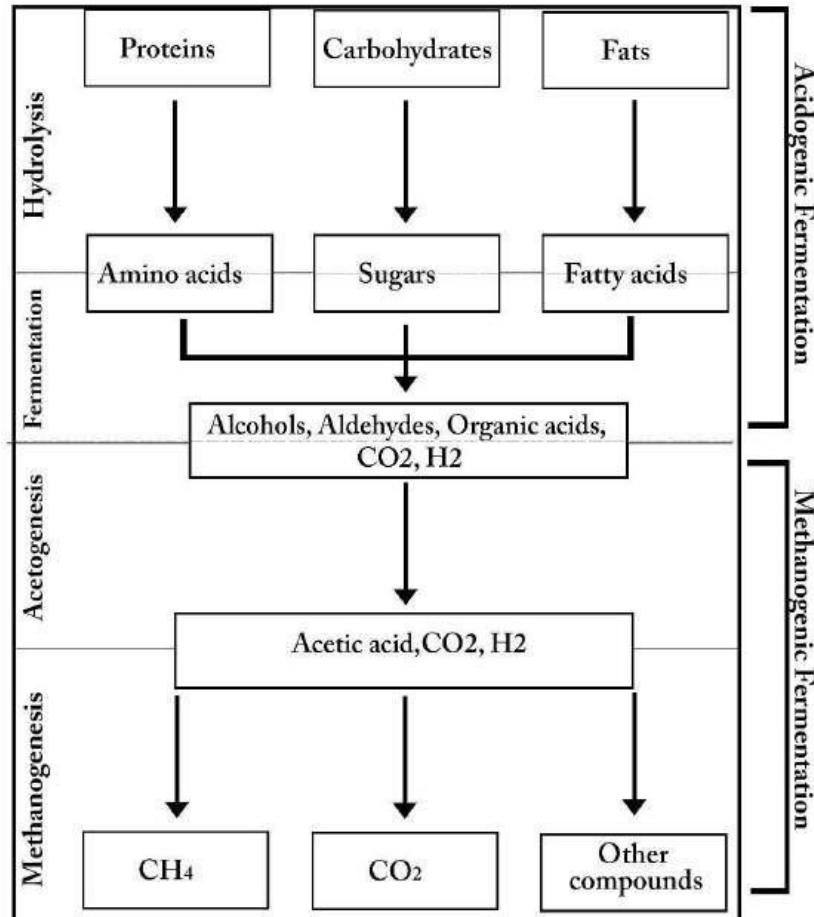 Proteins
Carbohydrates
Fats
Hydrolysis
Acidogenic Fermentation
Amino acids
Sugars
Fatty acids
Fermentation
Alcohols, Aldehydes, Organic acids,
CO2, H2
Acetogenesis
Methanogenic Fermentation
Acetic acid,CO2, H2
Methanogenesis
CH4
CO2
Other
compounds